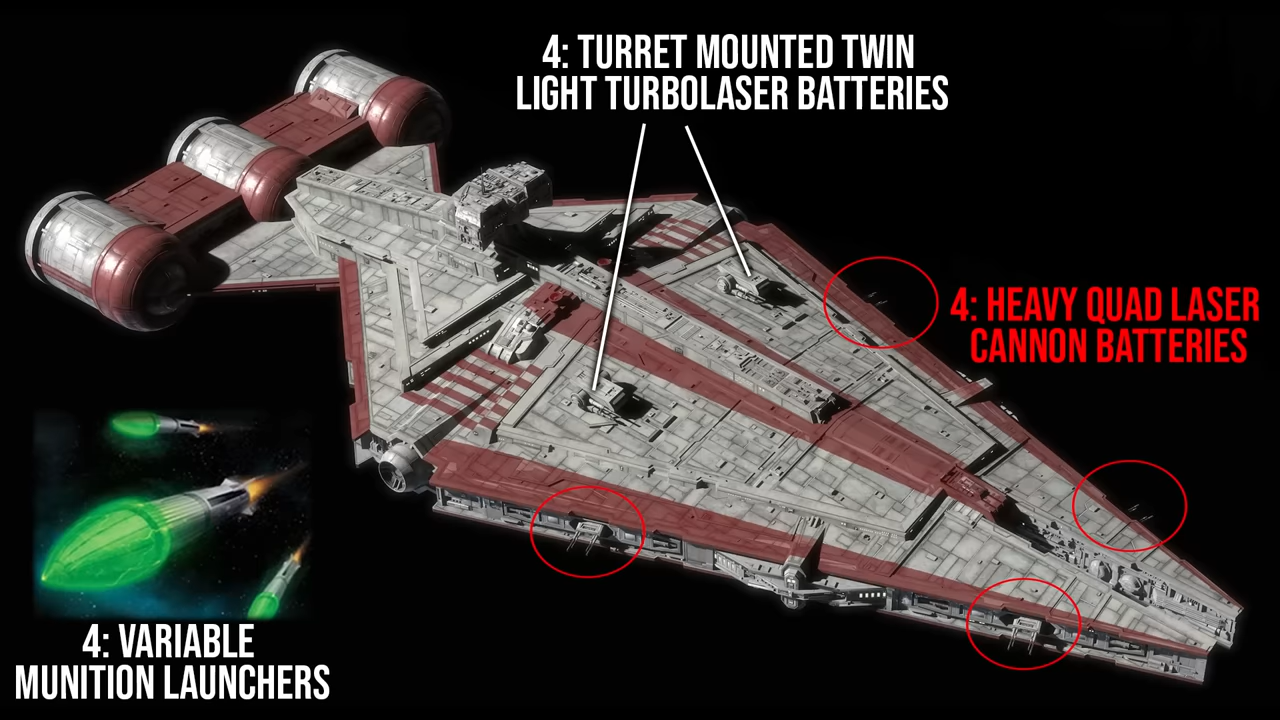 4: TURRET MOUNTED TWIN
LIGHT TURBOLASER BATTERIES
4: HEAVY QUAD LASER
CANNON BATTERIES
4: VARIABLE
MUNITION LAUNCHERS